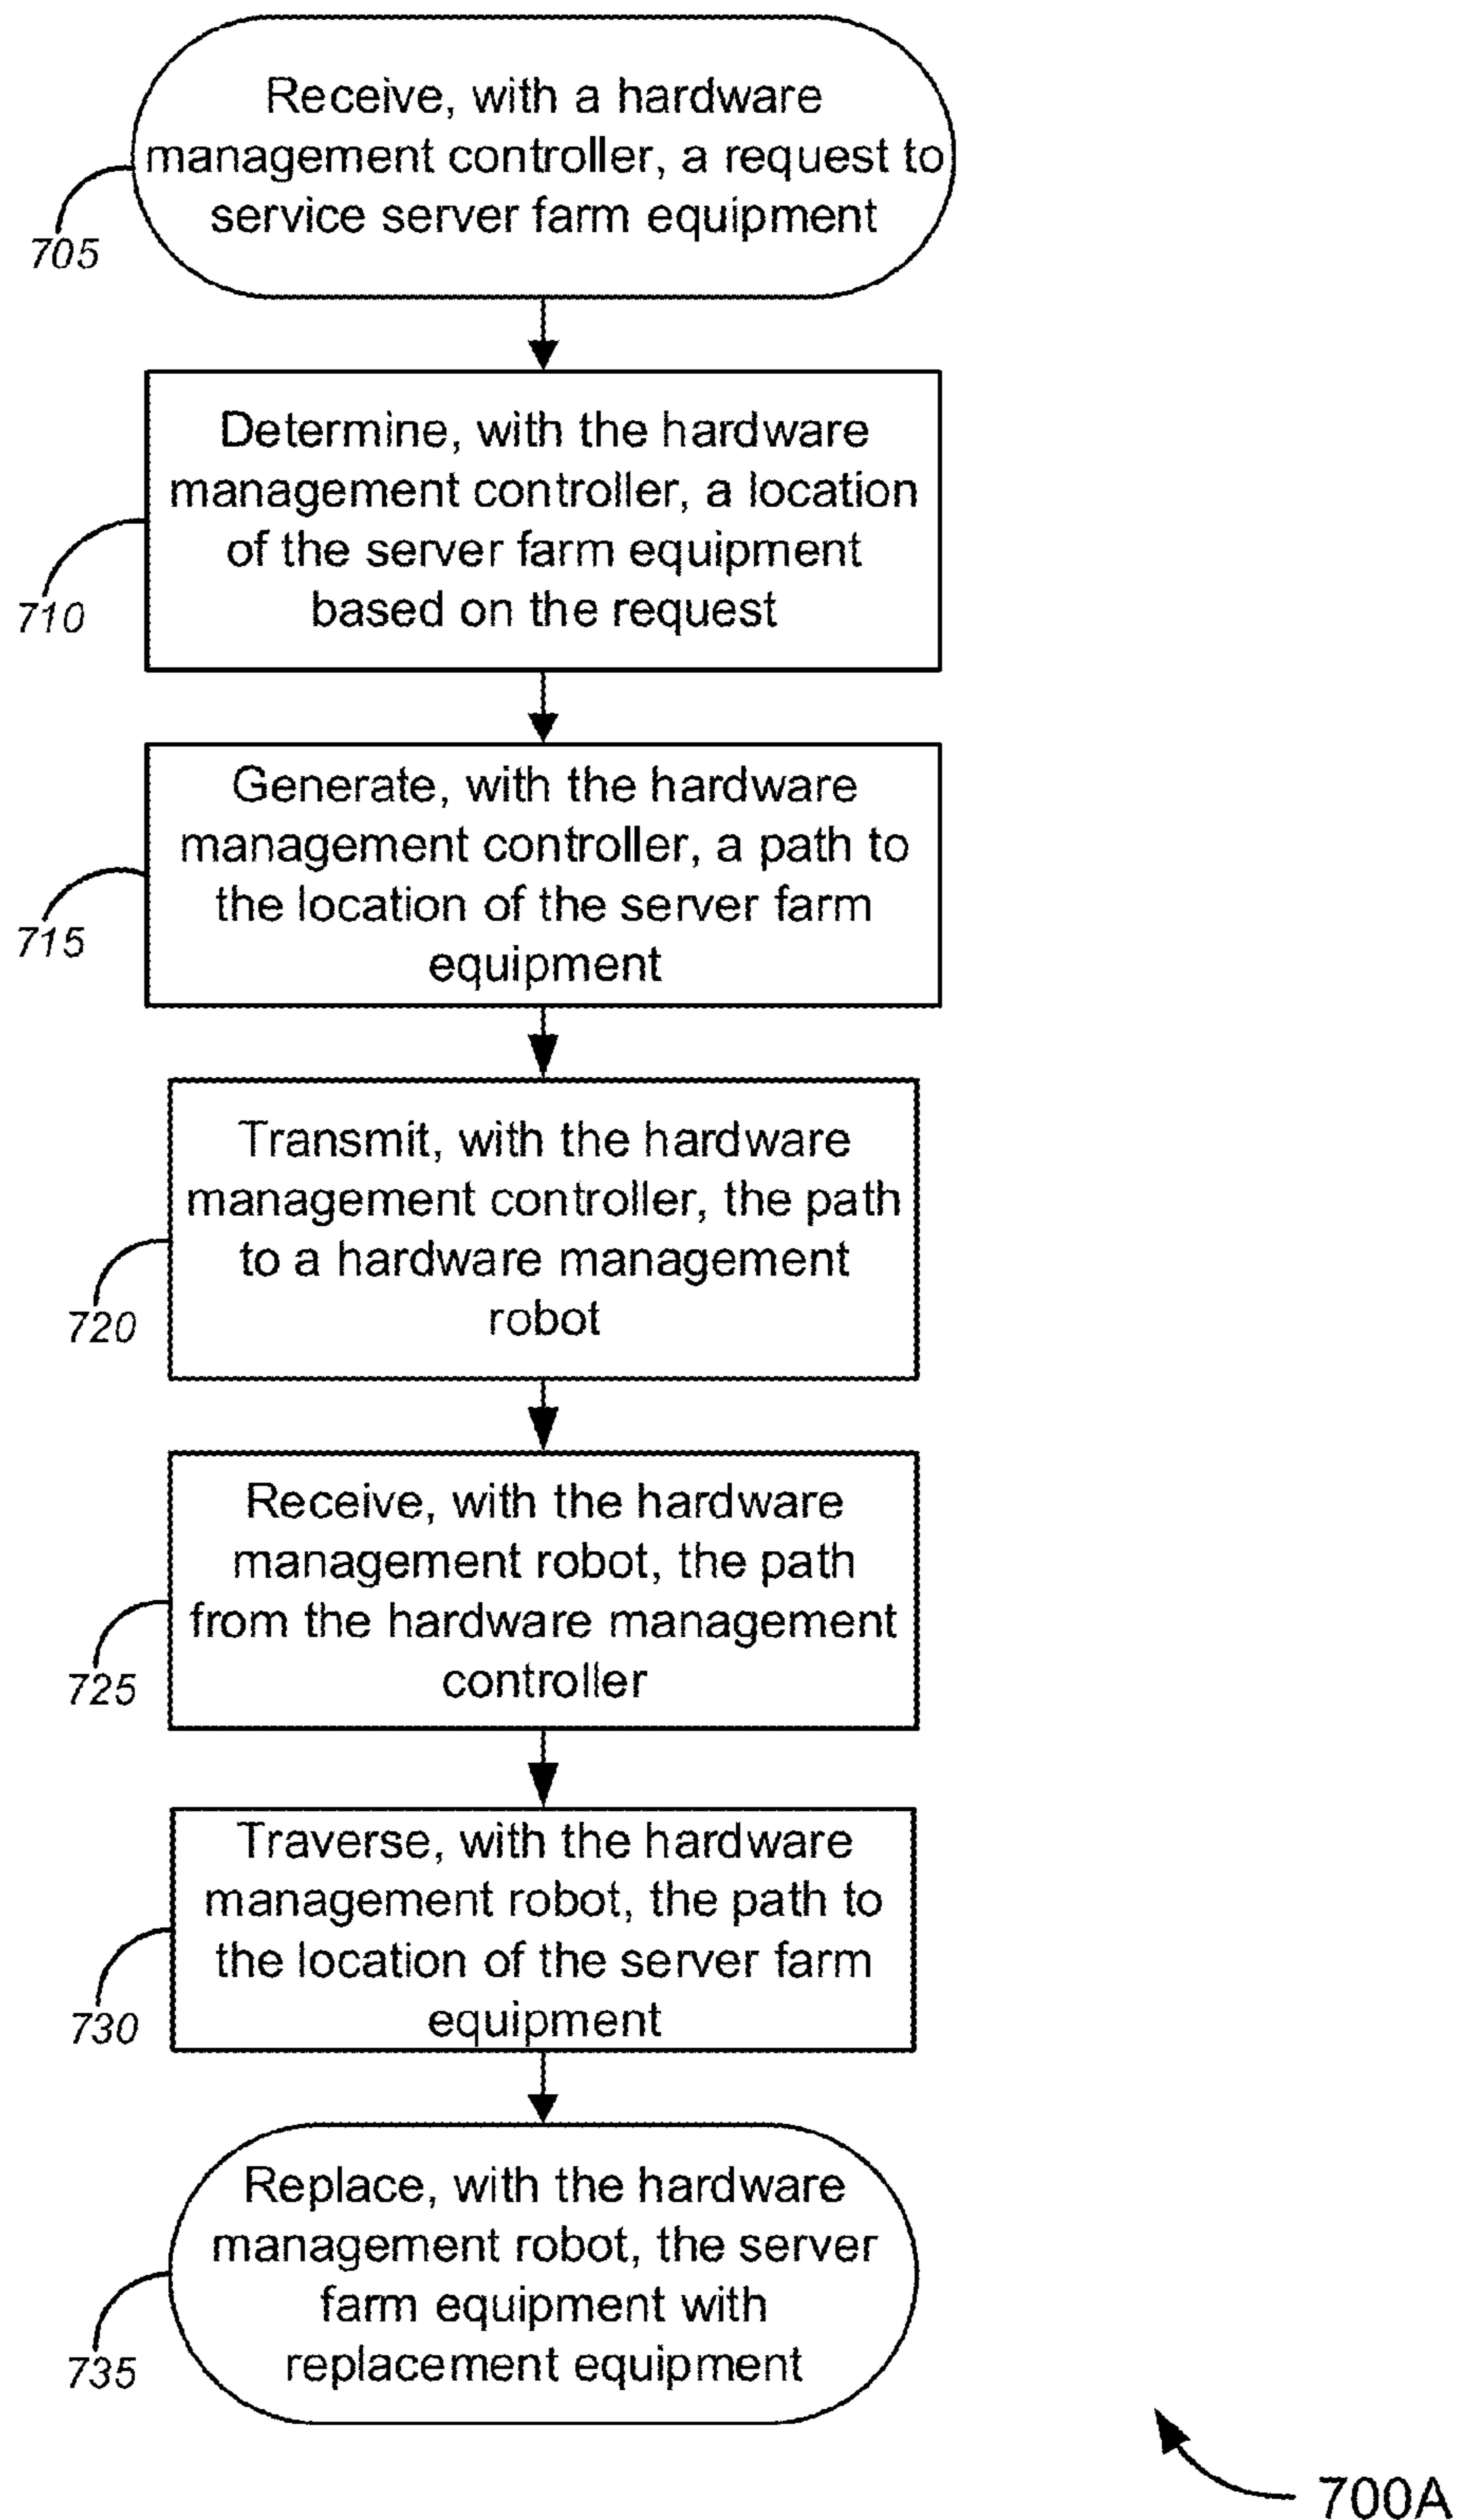 Receive, with a hardware
management controller, a request to
service server farm equipment
705
Determine, with the hardware
management controller, a location
of the server farm equipment
based on the request
710
Generate, with the hardware
management controller, a path to
the location of the server farm
equipment
715
Transmit, with the hardware
management controller, the path
to a hardware management
robot
720
Receive, with the hardware
management robot, the path
from the hardware management
controller
725
Traverse, with the hardware
management robot, the path to
the location of the server farm
equipment
730
Replace, with the hardware
management robot, the server
farm equipment with
replacement equipment
735
700A